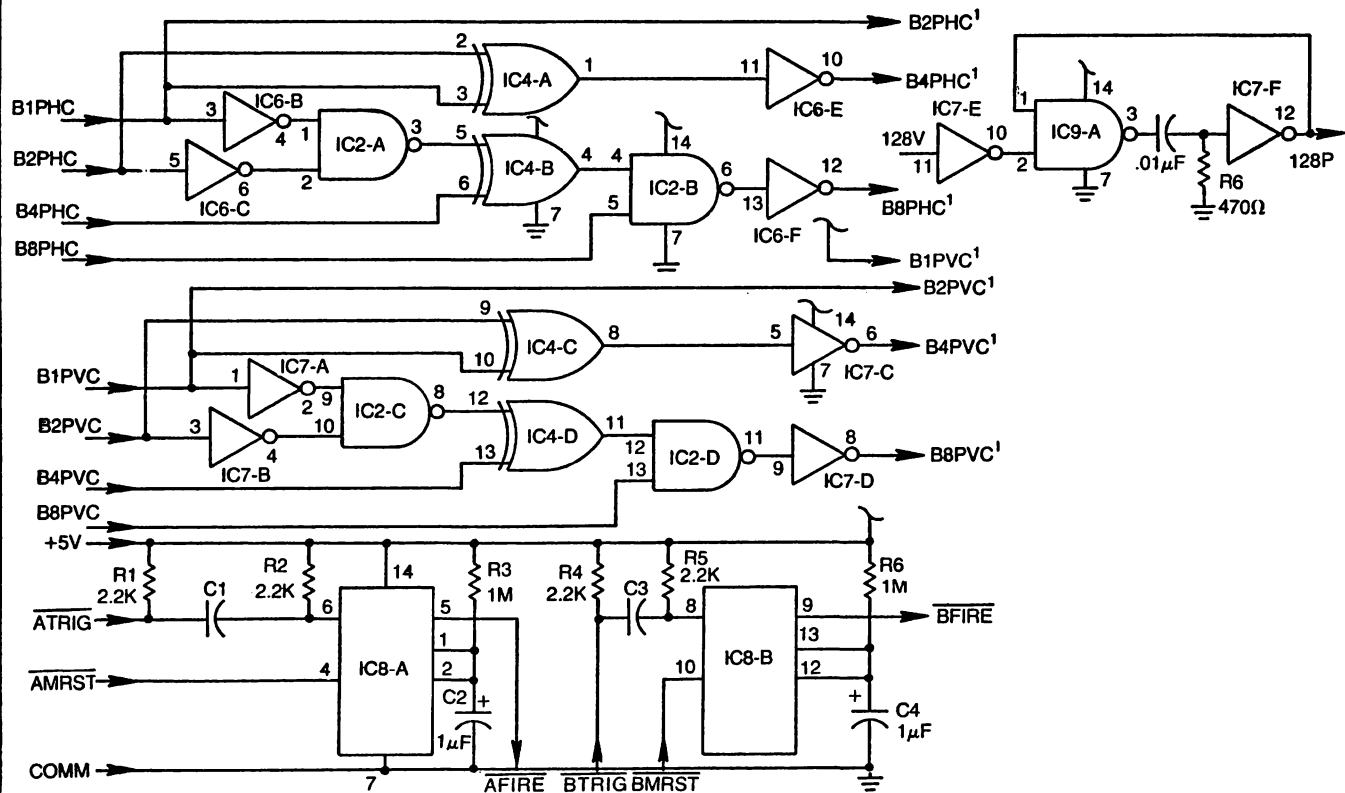 B2PHC¹
2 IC4-A 1 11 10 B4PHC¹
3 IC6-E
B1PHC 3 IC6-B 4 1
IC2-A 3 5 IC4-B 4 4 14 IC2-B 6 12 B8PHC¹
B2PHC 5 6 2 6 7 5 7 13 IC6-F
IC6-C
B4PHC
B8PHC
B1PVC¹
1 14 3 IC7-F
IC7-E IC9-A 12
128V 10 .01µF R6 128P
11 2 7 470Ω
B2PVC¹
9 IC4-C 8 5 14 6 B4PVC¹
10 7 IC7-C
B1PVC 1 IC7-A 2 9
IC2-C 8 12 IC4-D 11 12 IC2-D 11 8 B8PVC¹
B2PVC 3 4 10 13 13 9 IC7-D
IC7-B
B4PVC
B8PVC
+5V
R1 2.2K
C1
R2 2.2K
14
R3 1M
R4 2.2K
C3
R5 2.2K
R6 1M
ATRIG 6 5 8 9 BFIRE
IC8-A 1 IC8-B 13
AMRST 4 2 10 12
C2 + 1µF
+ C4 1µF
COMM 7 AFIRE BTRIG BMRST